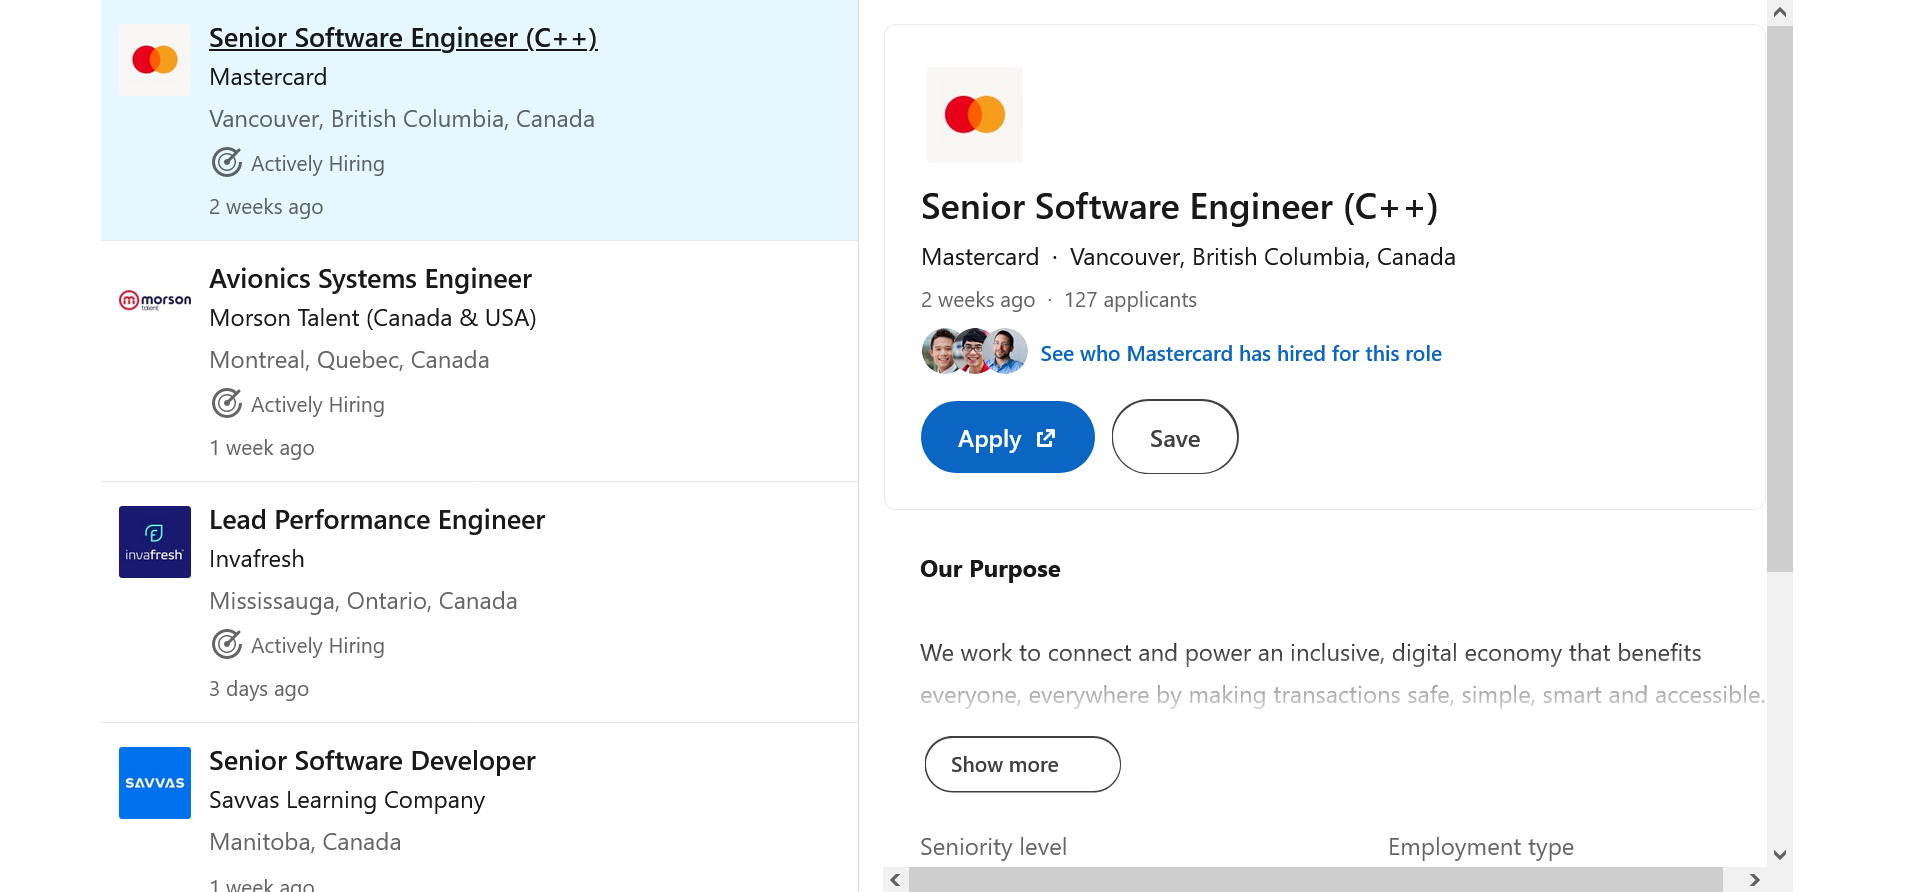 Senior Software Engineer (C++)
Mastercard
Vancouver, British Columbia, Canada
Actively Hiring
2 weeks ago
morson
talent
Avionics Systems Engineer
Morson Talent (Canada & USA)
Montreal, Quebec, Canada
Actively Hiring
1 week ago
invafresh
Lead Performance Engineer
Invafresh
Mississauga, Ontario, Canada
Actively Hiring
3 days ago
SAVVAS
Senior Software Developer
Savvas Learning Company
Manitoba, Canada
1 week ago
Senior Software Engineer (C++)
Mastercard · Vancouver, British Columbia, Canada
2 weeks ago · 127 applicants
See who Mastercard has hired for this role
Apply
Save
Our Purpose
We work to connect and power an inclusive, digital economy that benefits
everyone, everywhere by making transactions safe, simple, smart and accessible.
Show more
Seniority level
Employment type